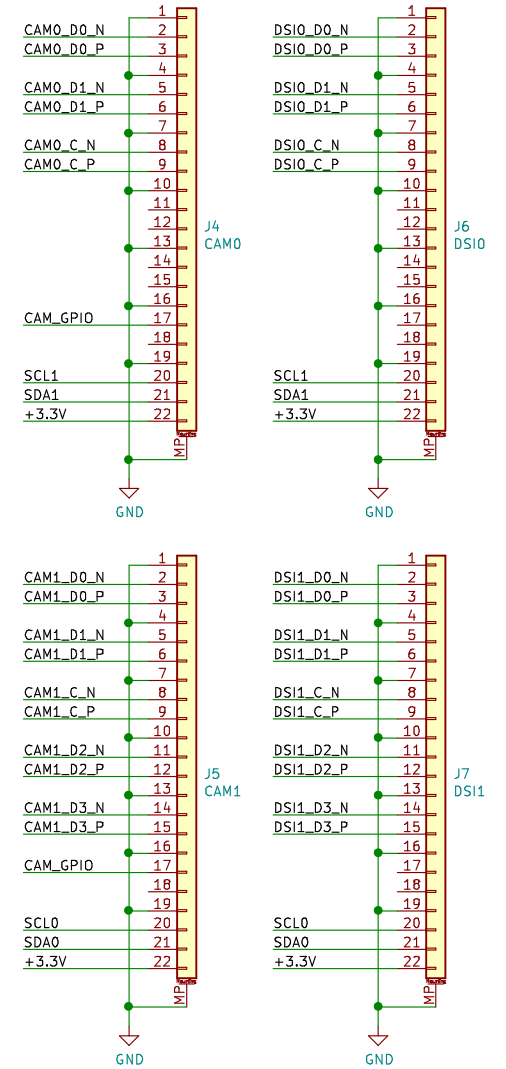 1
CAM0_D0_N 2
CAM0_D0_P 3
4
CAM0_D1_N 5
CAM0_D1_P 6
7
CAM0_C_N 8
CAM0_C_P 9
10
11
12
13
14
15
16
CAM_GPIO 17
18
19
SCL1 20
SDA1 21
+3.3V 22
MP
J4
CAM0
GND
1
DSI0_D0_N 2
DSI0_D0_P 3
4
DSI0_D1_N 5
DSI0_D1_P 6
7
DSI0_C_N 8
DSI0_C_P 9
10
11
12
13
14
15
16
17
18
19
SCL1 20
SDA1 21
+3.3V 22
MP
J6
DSI0
GND
1
CAM1_D0_N 2
CAM1_D0_P 3
4
CAM1_D1_N 5
CAM1_D1_P 6
7
CAM1_C_N 8
CAM1_C_P 9
10
CAM1_D2_N 11
CAM1_D2_P 12
13
CAM1_D3_N 14
CAM1_D3_P 15
16
CAM_GPIO 17
18
19
SCL0 20
SDA0 21
+3.3V 22
MP
J5
CAM1
GND
1
DSI1_D0_N 2
DSI1_D0_P 3
4
DSI1_D1_N 5
DSI1_D1_P 6
7
DSI1_C_N 8
DSI1_C_P 9
10
DSI1_D2_N 11
DSI1_D2_P 12
13
DSI1_D3_N 14
DSI1_D3_P 15
16
17
18
19
SCL0 20
SDA0 21
+3.3V 22
MP
J7
DSI1
GND